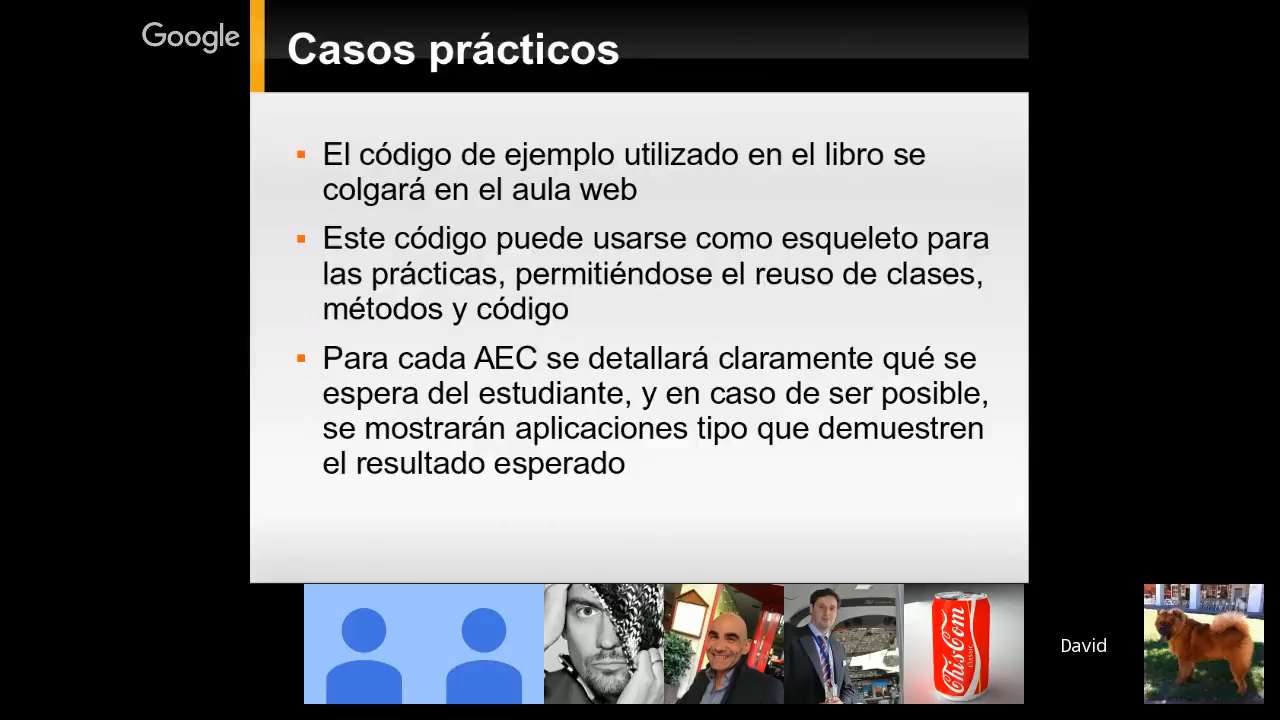 Google
Casos prácticos
El código de ejemplo utilizado en el libro se
colgará en el aula web
Este código puede usarse como esqueleto para
las prácticas, permitiéndose el reuso de clases,
métodos y código
Para cada AEC se detallará claramente qué se
espera del estudiante, y en caso de ser posible,
se mostrarán aplicaciones tipo que demuestren
el resultado esperado
ChisCom
classic
David